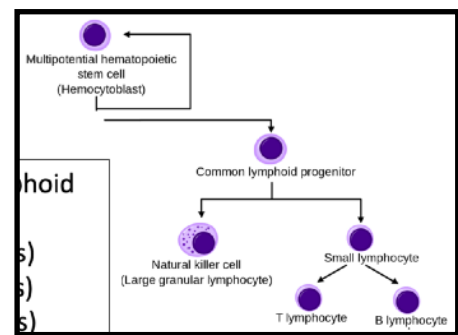 Multipotential hematopoietic
stem cell
(Hemocytoblast)
Common lymphoid progenitor
hoid
s)
s)
s)
Natural killer cell
(Large granular lymphocyte)
Small lymphocyte
T lymphocyte
B lymphocyte